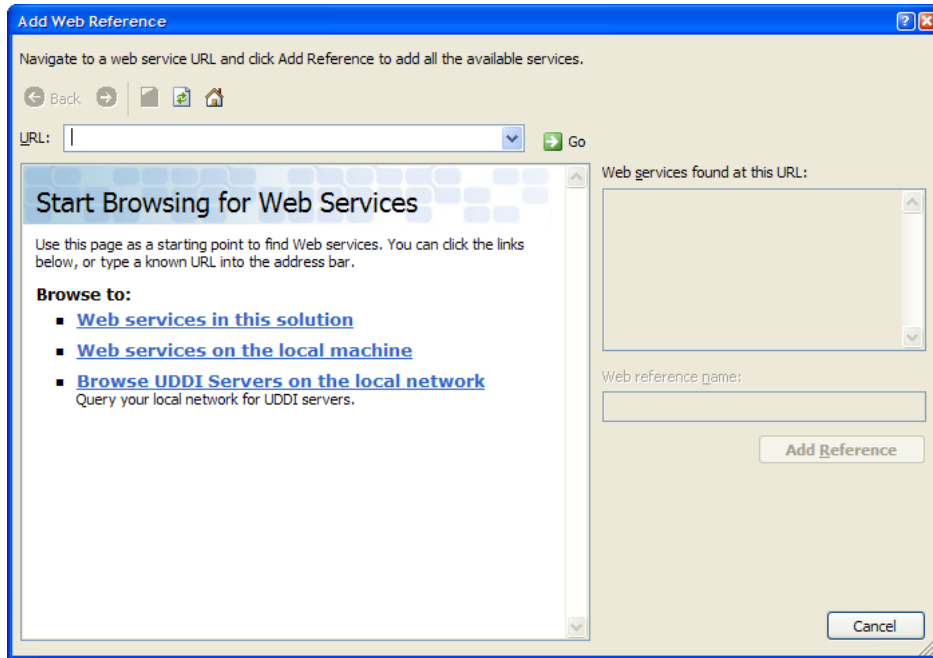 Add Web Reference
Navigate to a web service URL and click Add Reference to add all the available services.
Back
URL:
Go
Start Browsing for Web Services
Use this page as a starting point to find Web services. You can click the links
below, or type a known URL into the address bar.
Browse to:
Web services in this solution
Web services on the local machine
Browse UDDI Servers on the local network
Query your local network for UDDI servers.
Web services found at this URL:
Web reference name:
Add Reference
Cancel